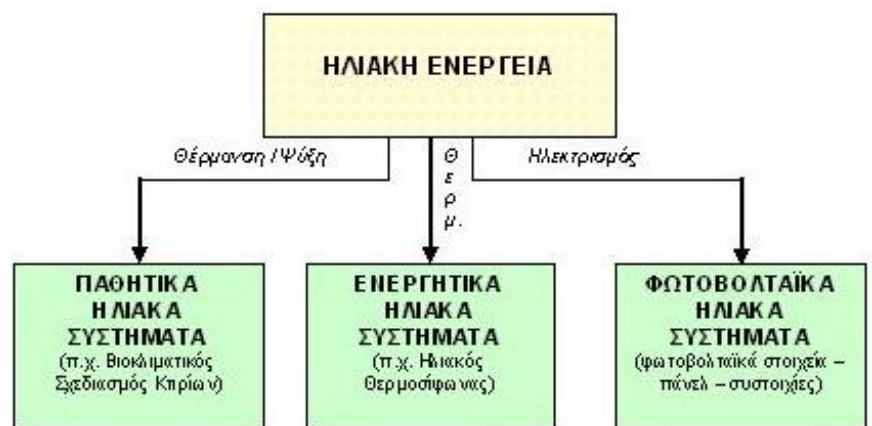 ΗΛΙΑΚΗ ΕΝΕΡΓΕΙΑ
Θέρμανση / Ψύξη
Θ
ε
ρ
μ.
Ηλεκτρισμός
ΠΑΘΗΤΙΚΑ
ΗΛΙΑΚΑ
ΣΥΣΤΗΜΑΤΑ
(π.χ. Βιοκλιματικός
Σχεδιασμός Κτιρίων)
ΕΝΕΡΓΗΤΙΚΑ
ΗΛΙΑΚΑ
ΣΥΣΤΗΜΑΤΑ
(π.χ. Ηλιακός
Θερμοσίφωνας)
ΦΩΤΟΒΟΛΤΑΪΚΑ
ΗΛΙΑΚΑ
ΣΥΣΤΗΜΑΤΑ
(φωτοβολταϊκά στοιχεία –
πάνελ – συστοιχίες)